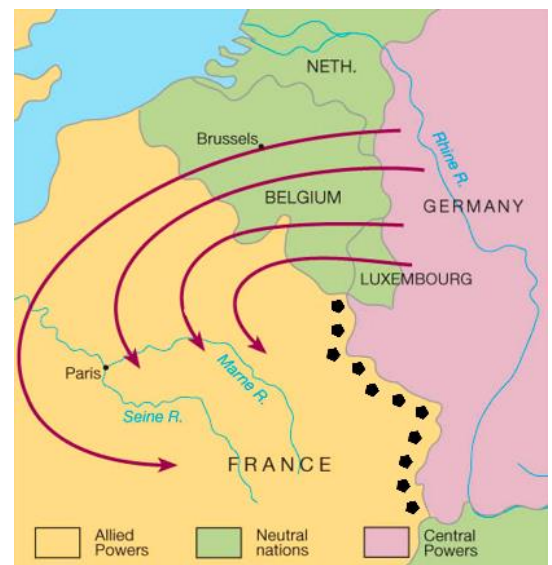 NETH.
Rhine R.
Brussels
BELGIUM
GERMANY
LUXEMBOURG
Paris
Marne R.
Seine R.
FRANCE
Allied
Powers
Neutral
nations
Central
Powers